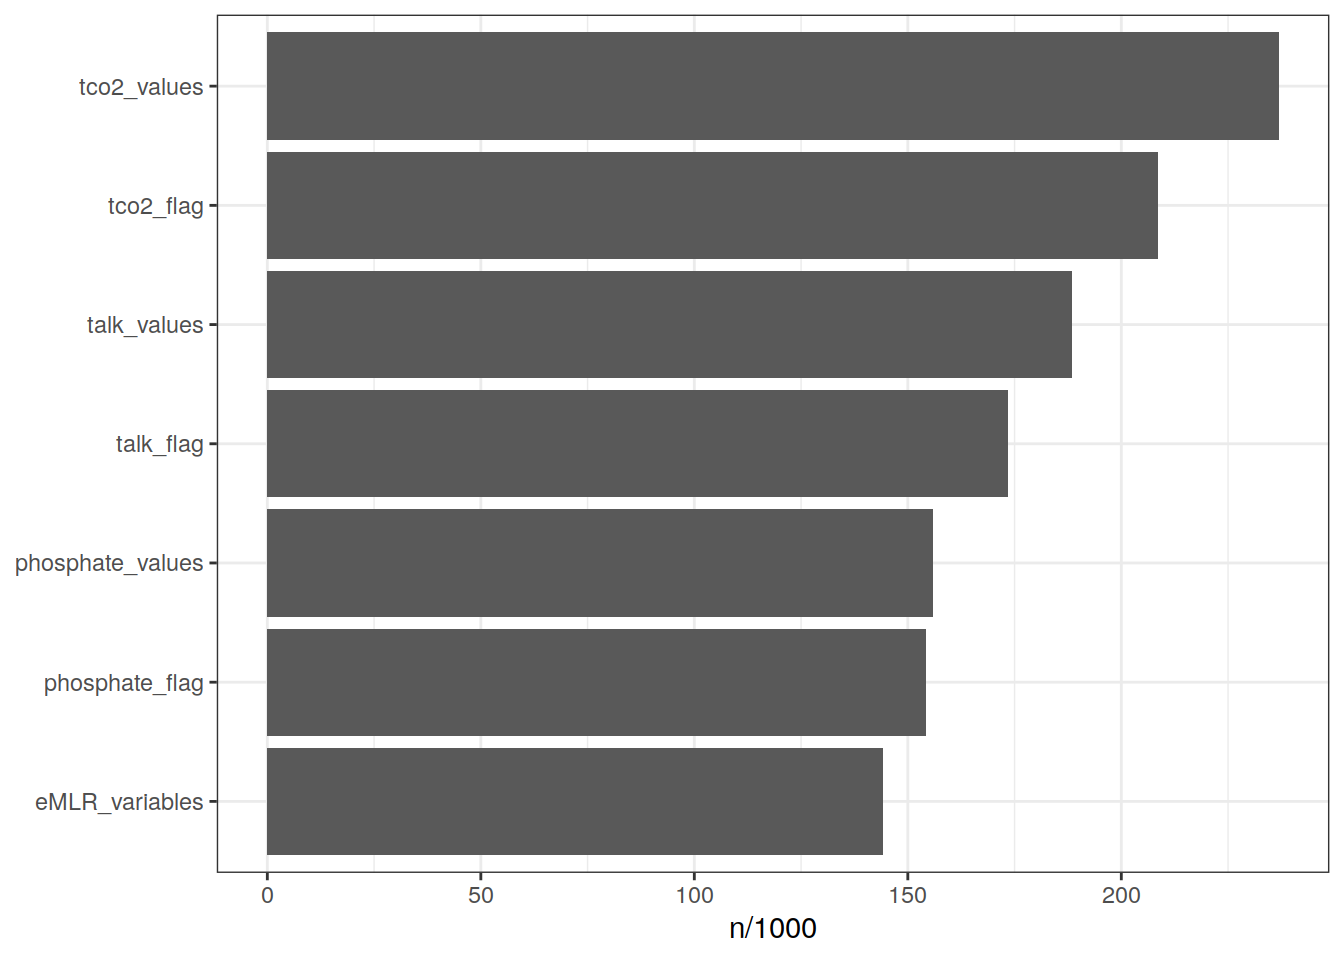 tco2_values
tco2_flag
talk_values
talk_flag
phosphate_values
phosphate_flag
eMLR_variables
0 50 100 150 200
n/1000